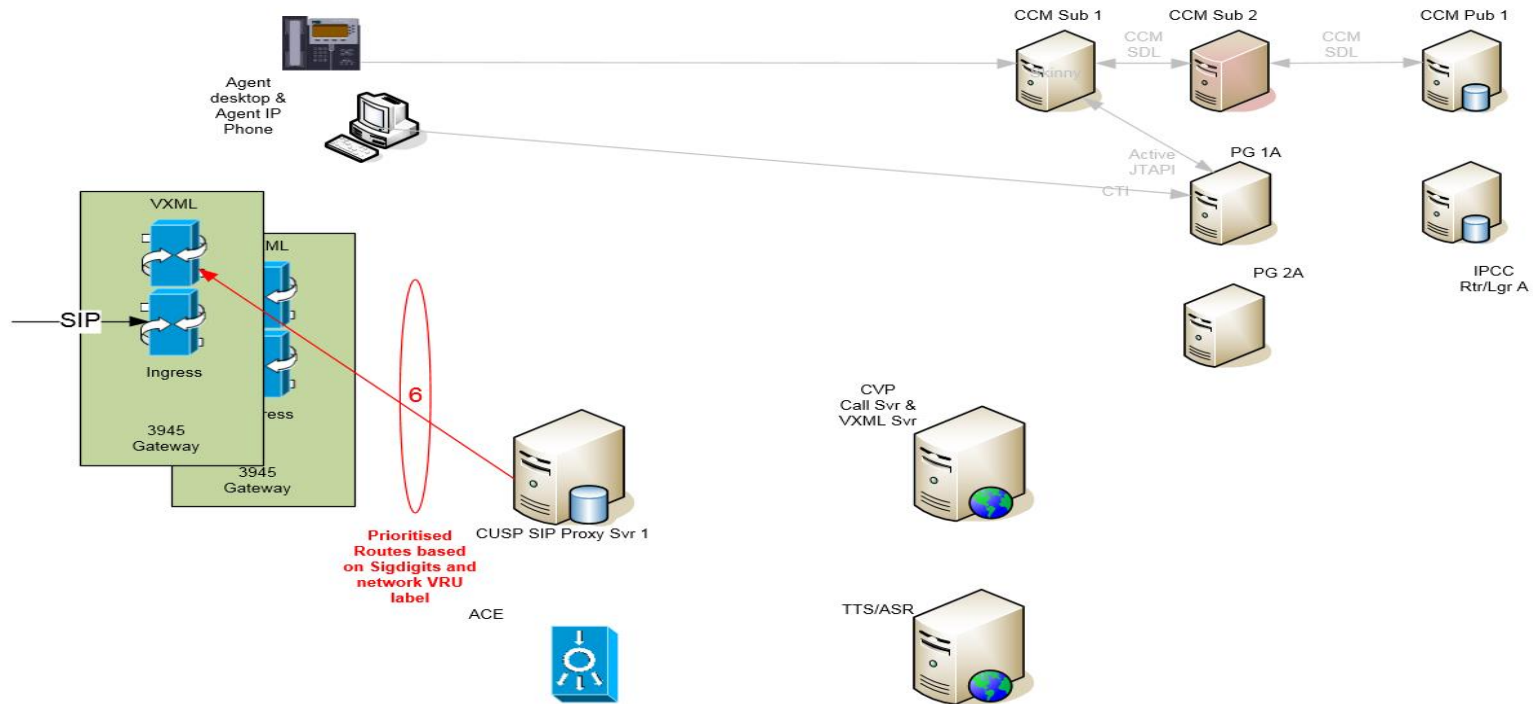 CCM Sub 1
CCM Sub 2
CCM Pub 1
CCM
SDL
CCM
SDL
Skinny
Agent
desktop &
Agent IP
Phone
Active
JTAPI
PG 1A
CTI
VXML
ML
SIP
Ingress
ress
3945
Gateway
3945
Gateway
6
PG 2A
IPCC
Rtr/Lgr A
CVP
Call Svr &
VXML Svr
CUSP SIP Proxy Svr 1
Prioritised
Routes based
on Sigdigits and
network VRU
label
ACE
TTS/ASR